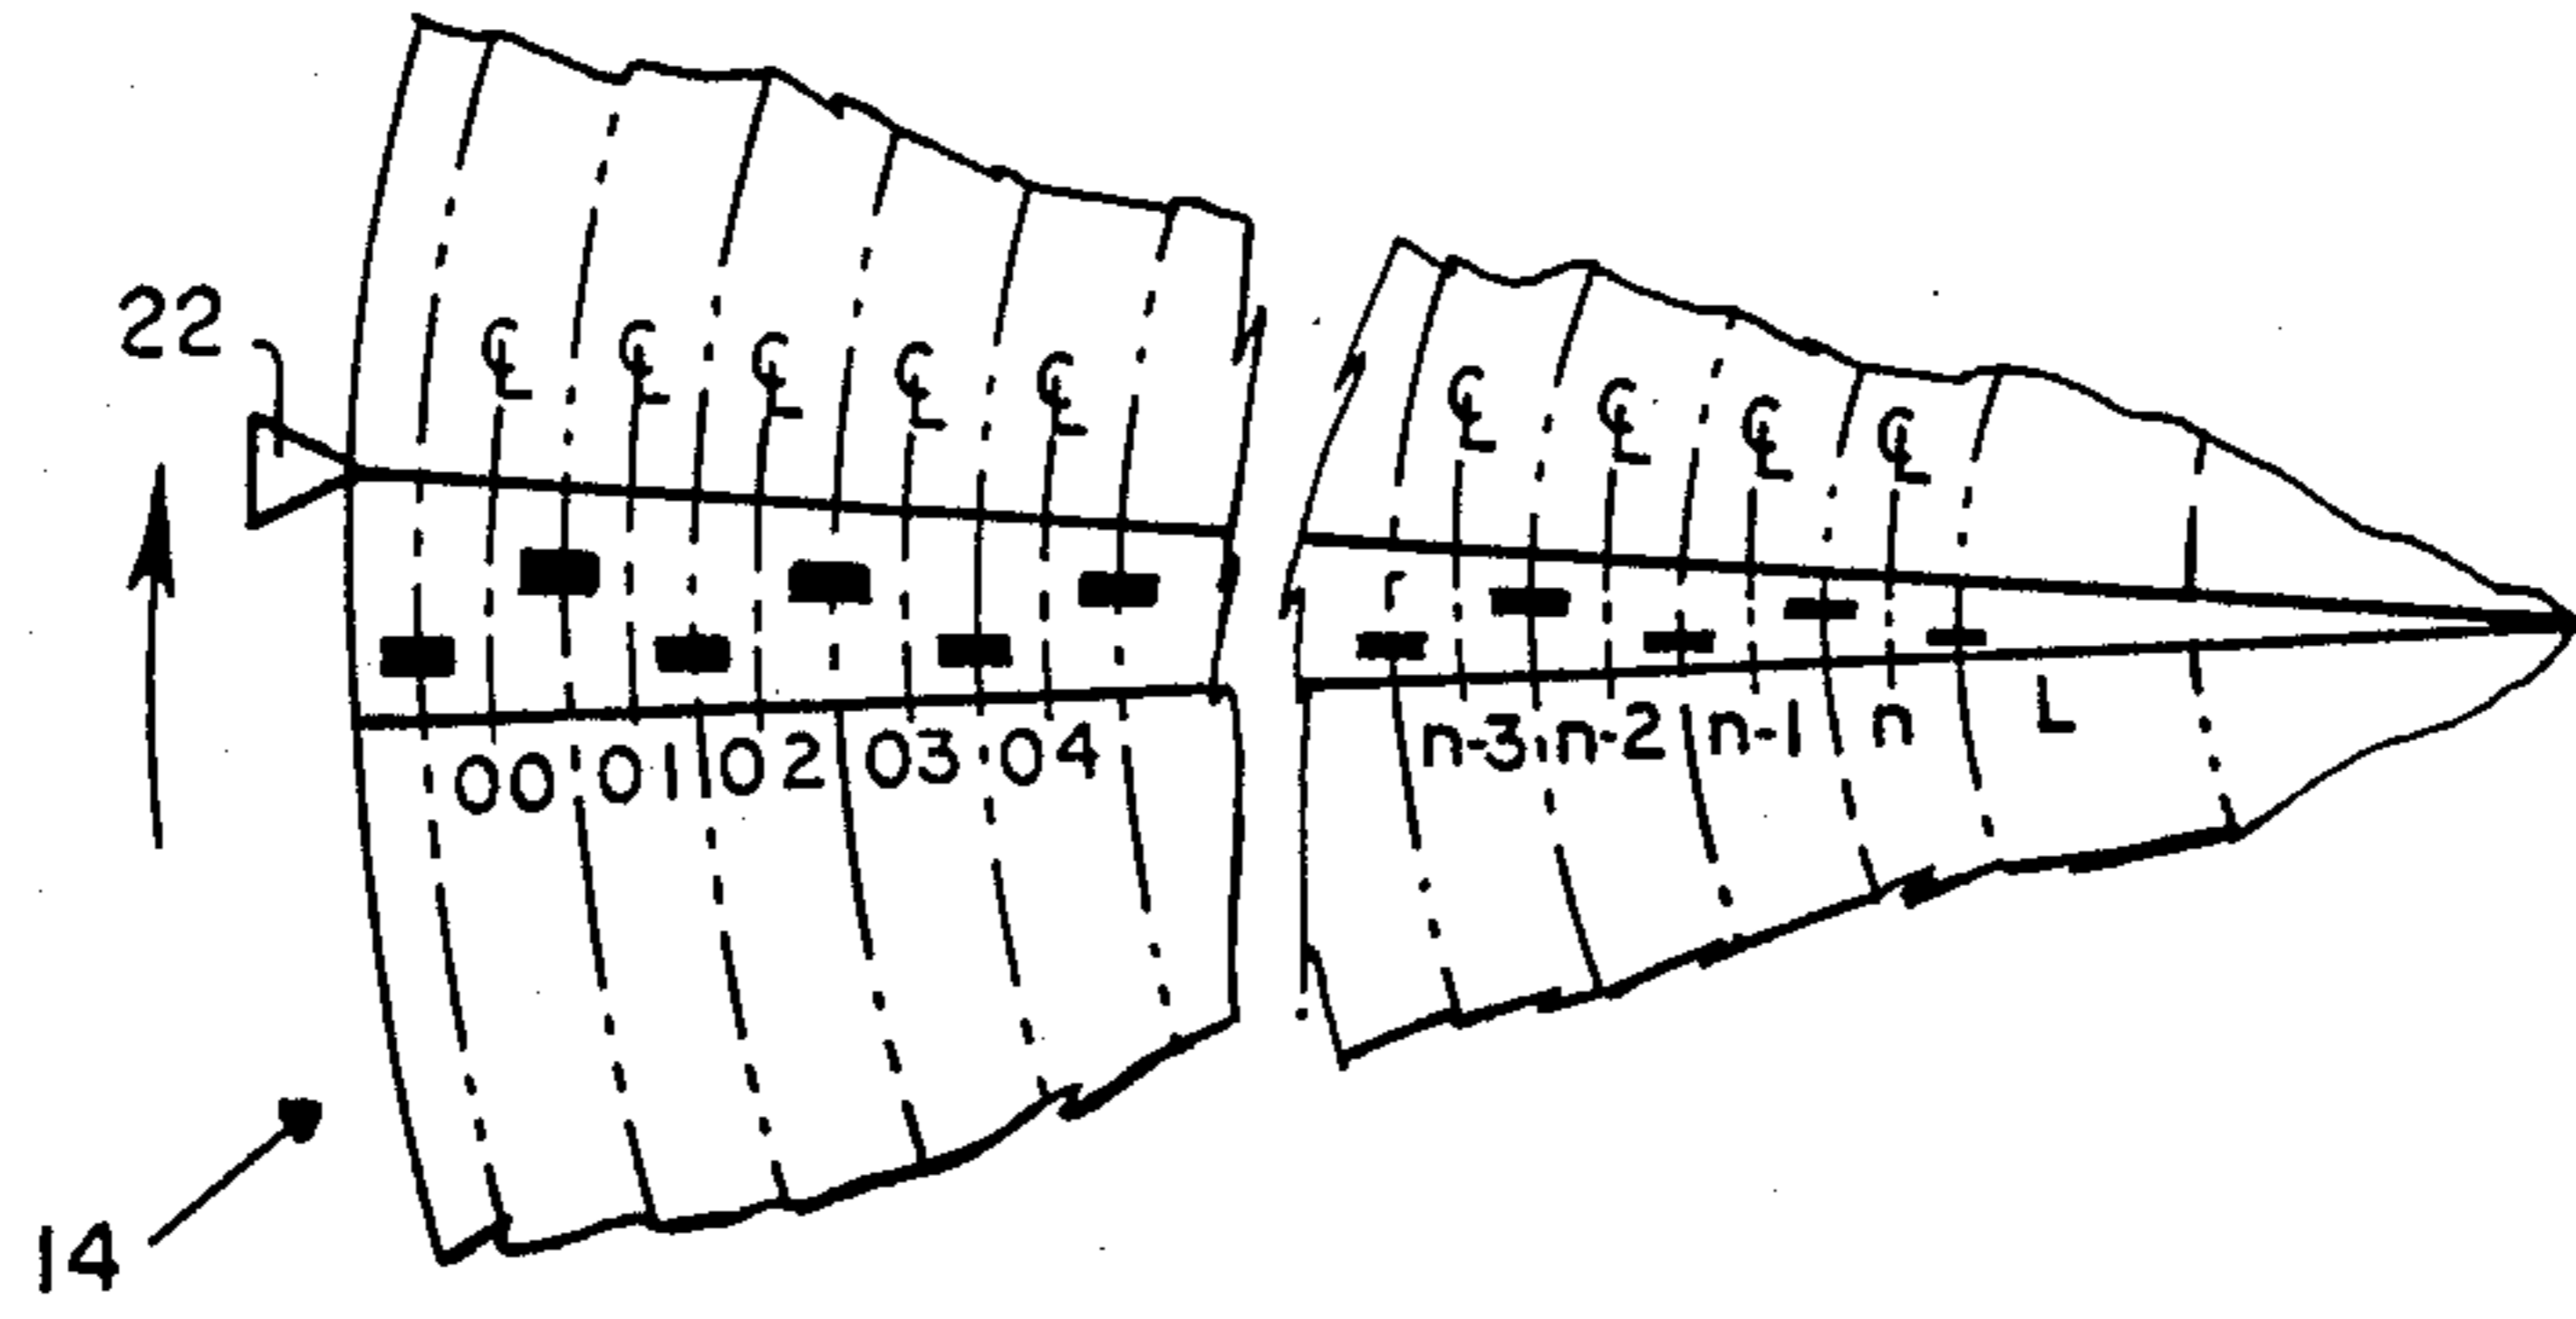 22
℄ ℄ ℄ ℄ ℄ ℄ ℄ ℄ ℄
00 01 02 03 04 n-3 n-2 n-1 n L
14